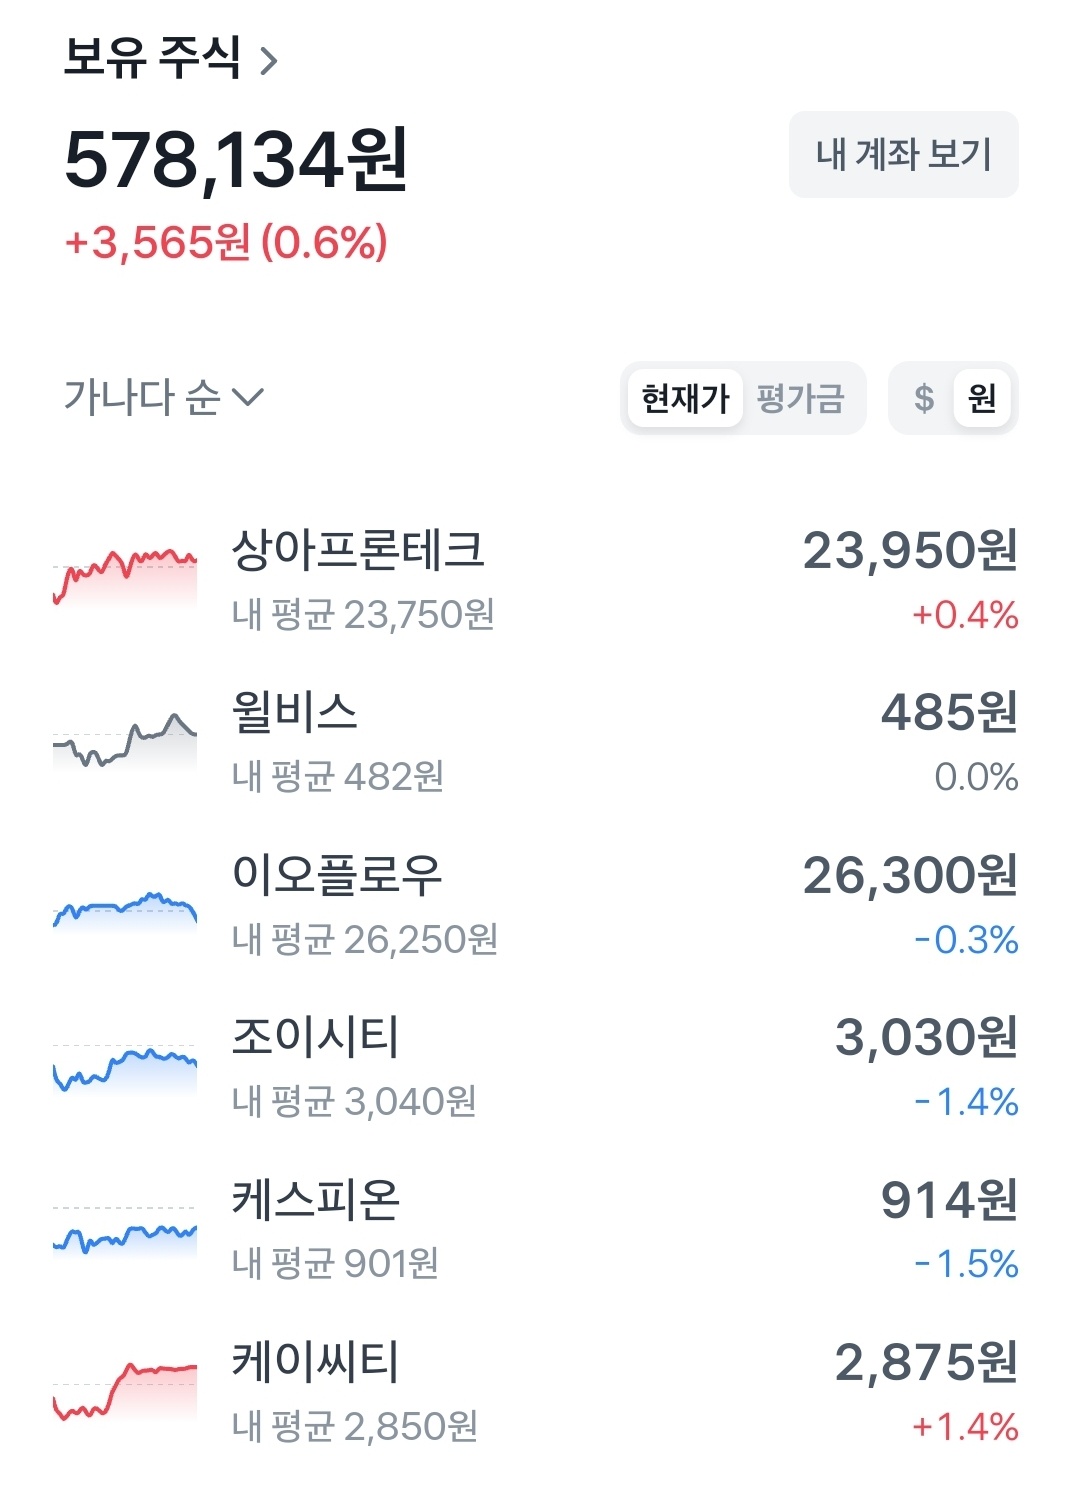 보유 주식 >
578,134원
내 계좌 보기
+3,565원 (0.6%)
가나다 순
현재가 평가금 $ 원
상아프론테크 23,950원
내 평균 23,750원 +0.4%
윌비스 485원
내 평균 482원 0.0%
이오플로우 26,300원
내 평균 26,250원 -0.3%
조이시티 3,030원
내 평균 3,040원 -1.4%
케스피온 914원
내 평균 901원 -1.5%
케이씨티 2,875원
내 평균 2,850원 +1.4%